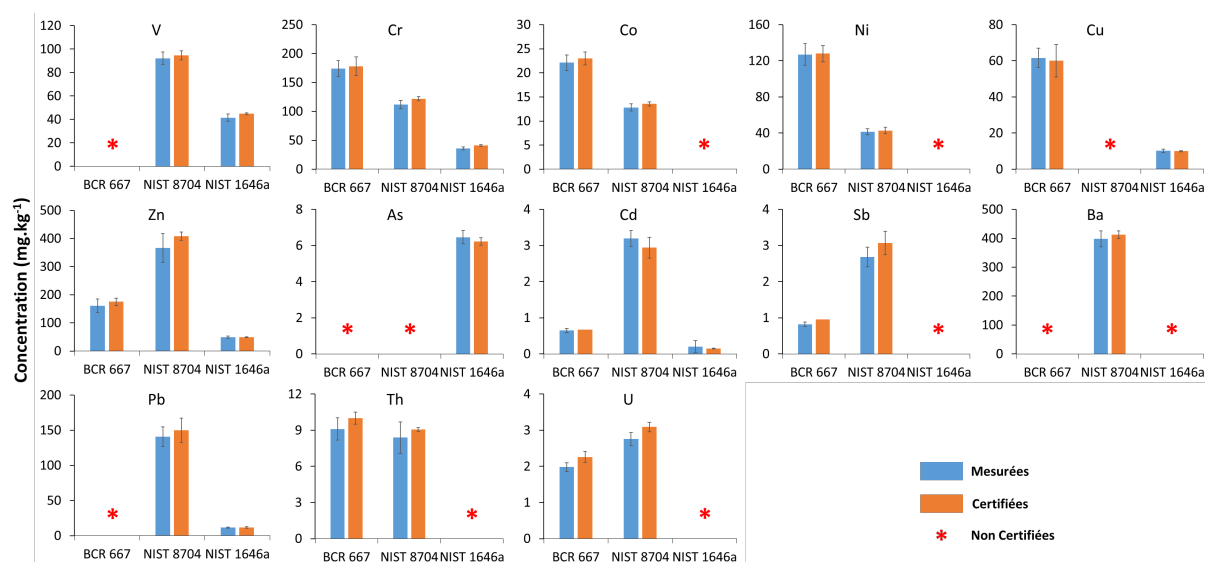 Concentration (mg.kg-1)
V
120
100
80
60
40
20
0
BCR 667 NIST 8704 NIST 1646a
Cr
250
200
150
100
50
0
BCR 667 NIST 8704 NIST 1646a
Co
30
25
20
15
10
5
0
BCR 667 NIST 8704 NIST 1646a
Ni
160
120
80
40
0
BCR 667 NIST 8704 NIST 1646a
Cu
80
60
40
20
0
BCR 667 NIST 8704 NIST 1646a
Zn
500
400
300
200
100
0
BCR 667 NIST 8704 NIST 1646a
As
8
6
4
2
0
BCR 667 NIST 8704 NIST 1646a
Cd
4
3
2
1
0
BCR 667 NIST 8704 NIST 1646a
Sb
4
3
2
1
0
BCR 667 NIST 8704 NIST 1646a
Ba
500
400
300
200
100
0
BCR 667 NIST 8704 NIST 1646a
Pb
200
150
100
50
0
BCR 667 NIST 8704 NIST 1646a
Th
12
9
6
3
0
BCR 667 NIST 8704 NIST 1646a
U
4
3
2
1
0
BCR 667 NIST 8704 NIST 1646a
Mesurées
Certifiées
* Non Certifiées